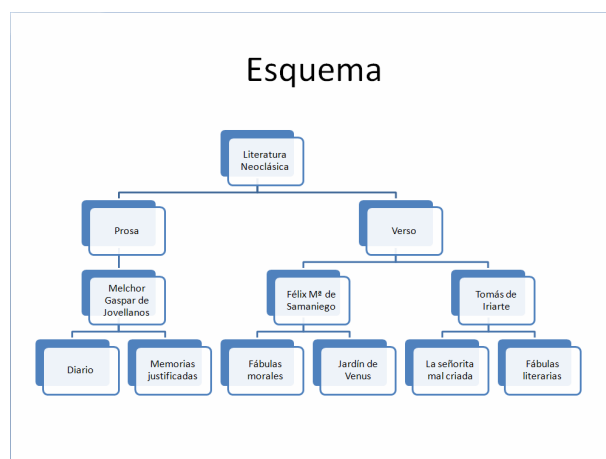 Esquema
Literatura
Neoclásica
Prosa
Verso
Melchor
Gaspar de
Jovellanos
Félix Mª de
Samaniego
Tomás de
Iriarte
Diario
Memorias
justificadas
Fábulas
morales
Jardín de
Venus
La señorita
mal criada
Fábulas
literarias